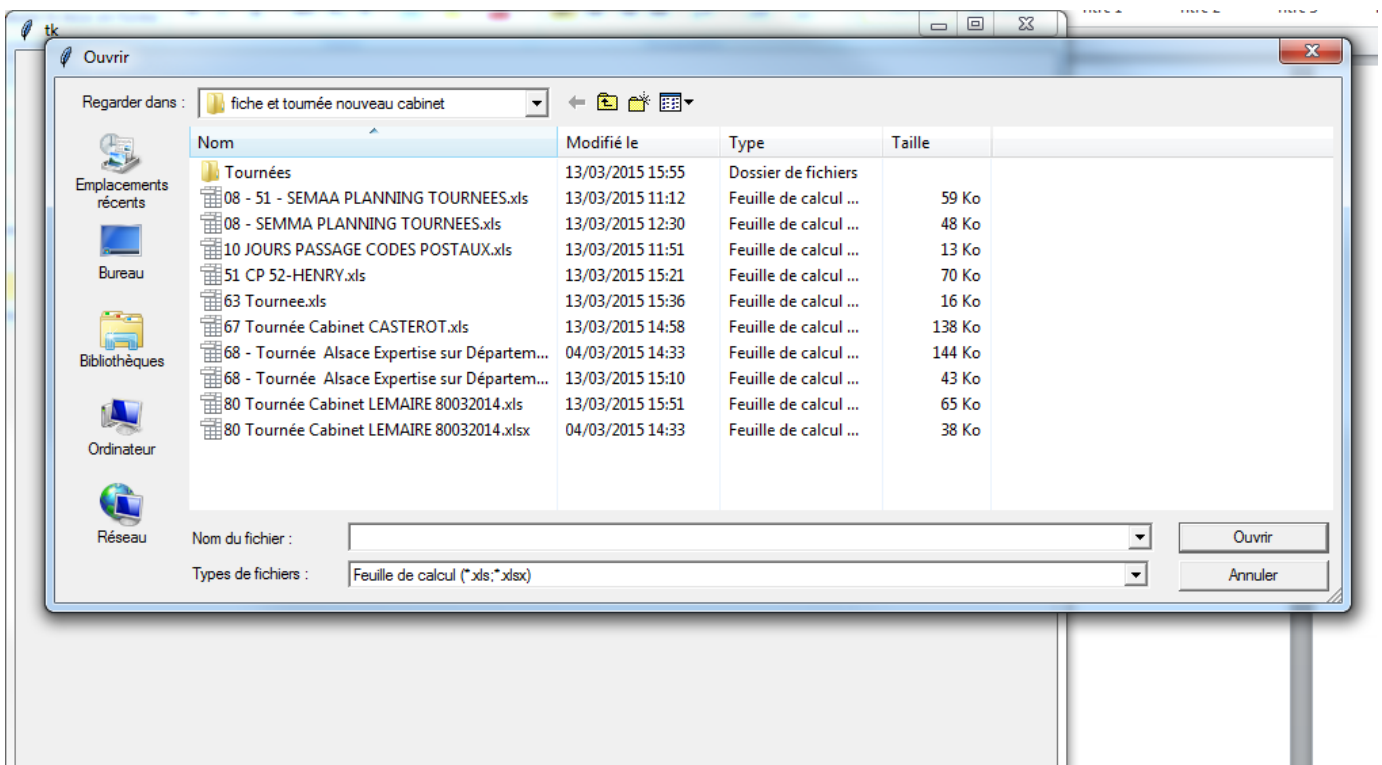 tk
Ouvrir
Regarder dans : fiche et tournée nouveau cabinet
Nom Modifié le Type Taille
Tournées 13/03/2015 15:55 Dossier de fichiers
08 - 51 - SEMAA PLANNING TOURNEES.xls 13/03/2015 11:12 Feuille de calcul ... 59 Ko
08 - SEMMA PLANNING TOURNEES.xls 13/03/2015 12:30 Feuille de calcul ... 48 Ko
10 JOURS PASSAGE CODES POSTAUX.xls 13/03/2015 11:51 Feuille de calcul ... 13 Ko
51 CP 52-HENRY.xls 13/03/2015 15:21 Feuille de calcul ... 70 Ko
63 Tournee.xls 13/03/2015 15:36 Feuille de calcul ... 16 Ko
67 Tournée Cabinet CASTEROT.xls 13/03/2015 14:58 Feuille de calcul ... 138 Ko
68 - Tournée  Alsace Expertise sur Départem... 04/03/2015 14:33 Feuille de calcul ... 144 Ko
68 - Tournée  Alsace Expertise sur Départem... 13/03/2015 15:10 Feuille de calcul ... 43 Ko
80 Tournée Cabinet LEMAIRE 80032014.xls 13/03/2015 15:51 Feuille de calcul ... 65 Ko
80 Tournée Cabinet LEMAIRE 80032014.xlsx 04/03/2015 14:33 Feuille de calcul ... 38 Ko
Emplacements
récents
Bureau
Bibliothèques
Ordinateur
Réseau
Nom du fichier : Ouvrir
Types de fichiers : Feuille de calcul (*.xls;*.xlsx) Annuler